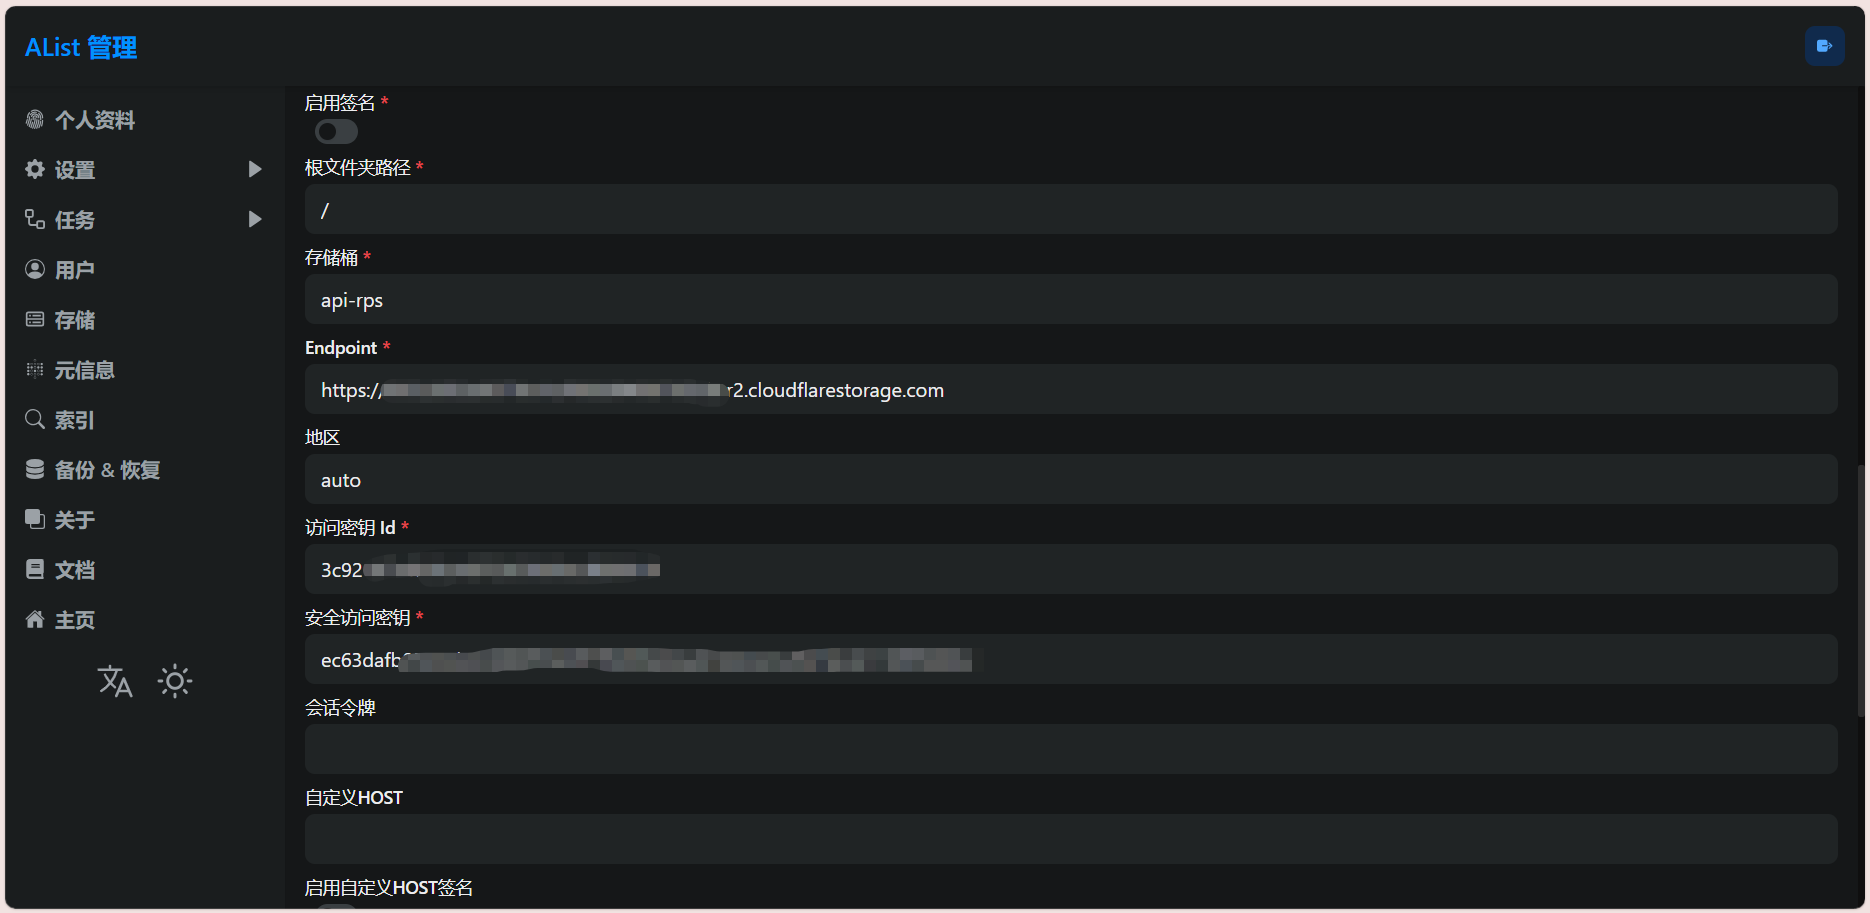 AList 管理
个人资料
设置
任务
用户
存储
元信息
索引
备份 & 恢复
关于
文档
主页
启用签名 *
根文件夹路径 *
/
存储桶 *
api-rps
Endpoint *
https:// r2.cloudflarestorage.com
地区
auto
访问密钥 Id *
3c92
安全访问密钥 *
ec63dafb
会话令牌
自定义HOST
启用自定义HOST签名